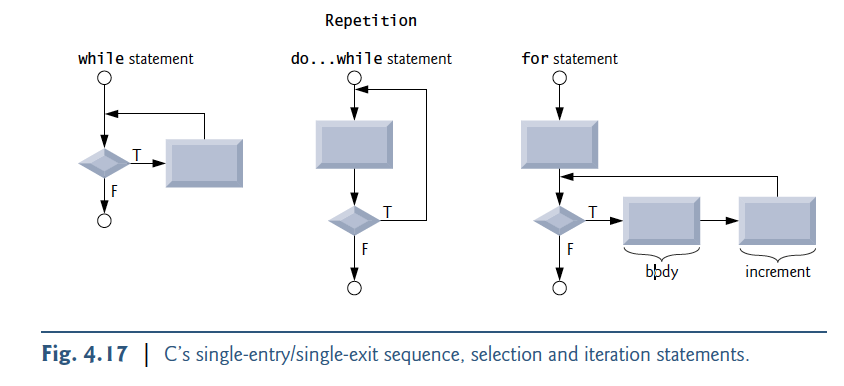 Repetition
while statement
do...while statement
for statement
T
F
T
F
T
F
body
increment
Fig. 4.17 | C's single-entry/single-exit sequence, selection and iteration statements.